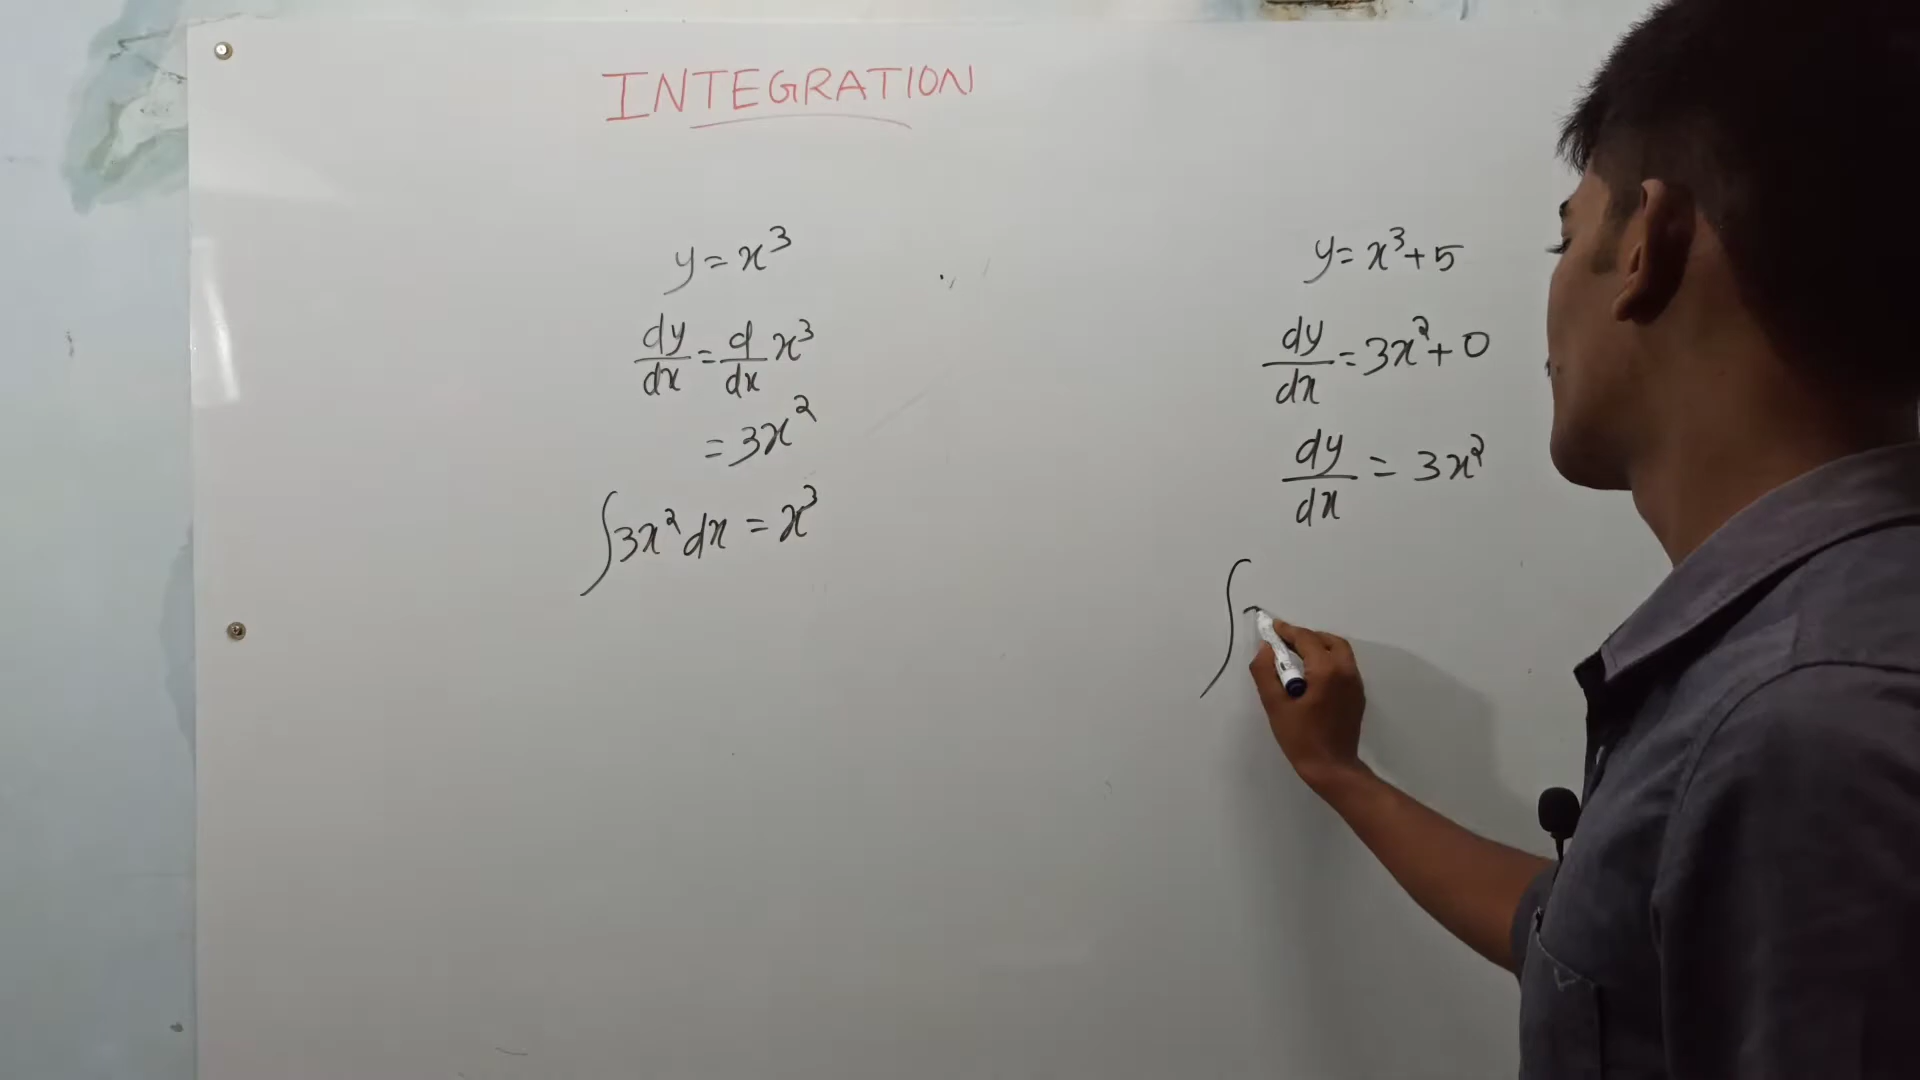 INTEGRATION
y = x³
dy/dx = d/dx x³
= 3x²
∫3x² dx = x³
y = x³ + 5
dy/dx = 3x² + 0
dy/dx = 3x²
∫